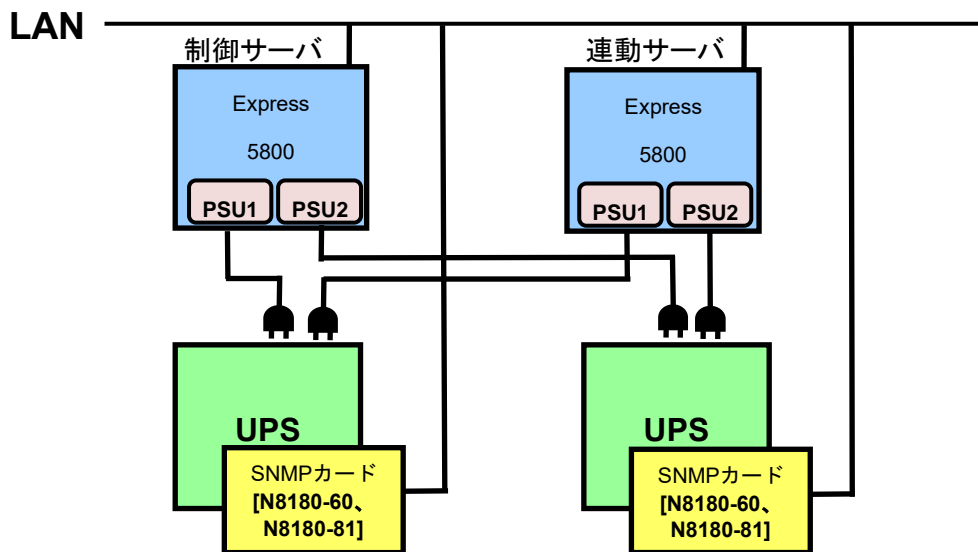 LAN
制御サーバ
連動サーバ
Express
5800
PSU1
PSU2
Express
5800
PSU1
PSU2
UPS
SNMPカード
[N8180-60、
N8180-81]
UPS
SNMPカード
[N8180-60、
N8180-81]